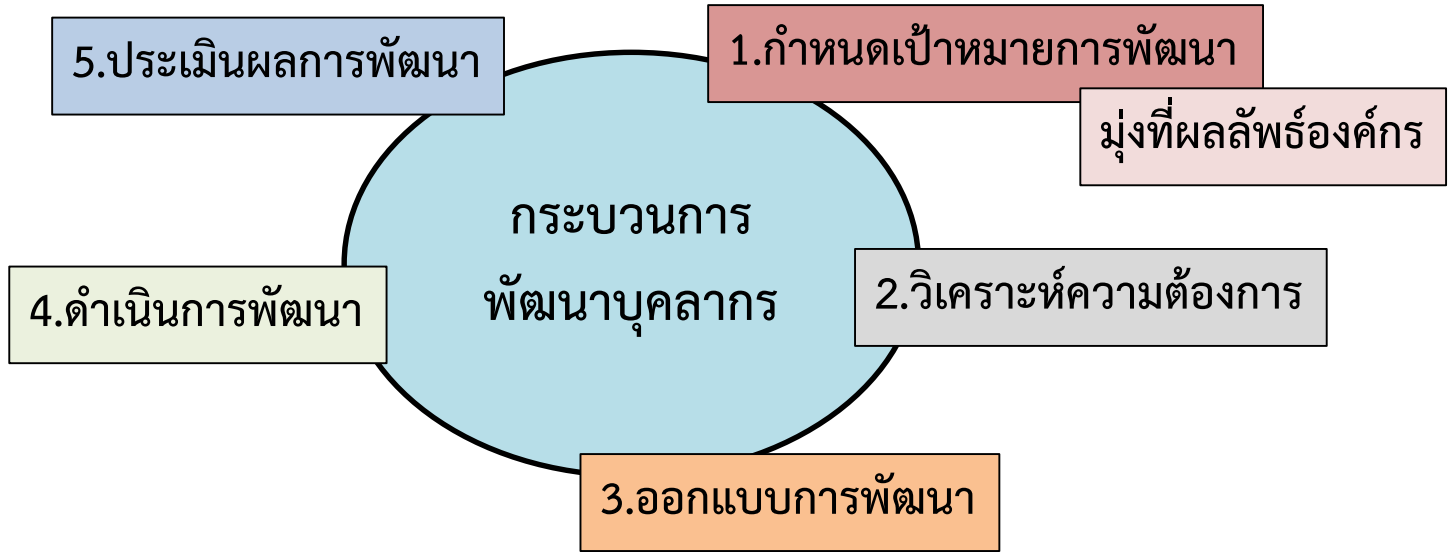 5.ประเมินผลการพัฒนา
1.กำหนดเป้าหมายการพัฒนา
มุ่งที่ผลลัพธ์องค์กร
กระบวนการ
พัฒนาบุคลากร
2.วิเคราะห์ความต้องการ
4.ดำเนินการพัฒนา
3.ออกแบบการพัฒนา